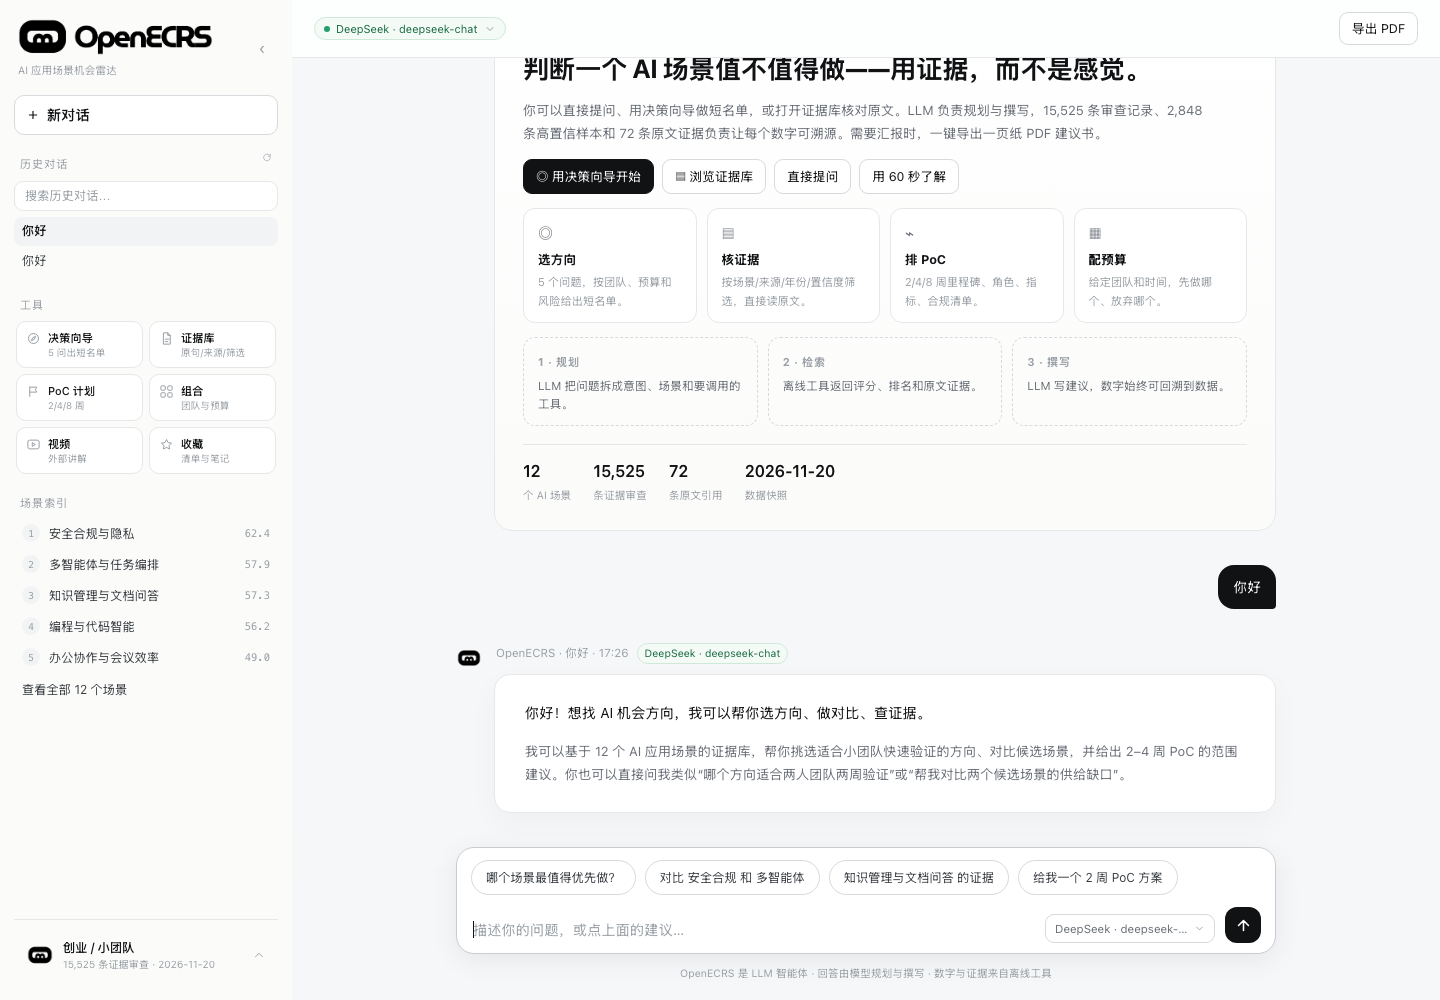 OpenECRS
AI 应用场景机会雷达
+ 新对话
历史对话
搜索历史对话...
你好
你好
工具
决策向导
5 问出短名单
证据库
原句/来源/筛选
PoC 计划
2/4/8 周
组合
团队与预算
视频
外部讲解
收藏
清单与笔记
场景索引
1 安全合规与隐私 62.4
2 多智能体与任务编排 57.9
3 知识管理与文档问答 57.3
4 编程与代码智能 56.2
5 办公协作与会议效率 49.0
查看全部 12 个场景
创业 / 小团队
15,525 条证据审查 · 2026-11-20
DeepSeek · deepseek-chat
导出 PDF
判断一个 AI 场景值不值得做——用证据，而不是感觉。
你可以直接提问、用决策向导做短名单，或打开证据库核对原文。LLM 负责规划与撰写，15,525 条审查记录、2,848
条高置信样本和 72 条原文证据负责让每个数字可溯源。需要汇报时，一键导出一页纸 PDF 建议书。
◎ 用决策向导开始
▤ 浏览证据库
直接提问
用 60 秒了解
选方向
5 个问题，按团队、预算和
风险给出短名单。
核证据
按场景/来源/年份/置信度筛
选，直接读原文。
排 PoC
2/4/8 周里程碑、角色、指
标、合规清单。
配预算
给定团队和时间，先做哪
个、放弃哪个。
1 · 规划
LLM 把问题拆成意图、场景和要调用的
工具。
2 · 检索
离线工具返回评分、排名和原文证据。
3 · 撰写
LLM 写建议，数字始终可回溯到数据。
12
个 AI 场景
15,525
条证据审查
72
条原文引用
2026-11-20
数据快照
你好
OpenECRS · 你好 · 17:26 DeepSeek · deepseek-chat
你好！想找 AI 机会方向，我可以帮你选方向、做对比、查证据。
我可以基于 12 个 AI 应用场景的证据库，帮你挑选适合小团队快速验证的方向、对比候选场景，并给出 2–4 周 PoC 的范围
建议。你也可以直接问我类似“哪个方向适合两人团队两周验证”或“帮我对比两个候选场景的供给缺口”。
哪个场景最值得优先做？
对比 安全合规 和 多智能体
知识管理与文档问答 的证据
给我一个 2 周 PoC 方案
描述你的问题，或点上面的建议...
DeepSeek · deepseek-...
OpenECRS 是 LLM 智能体 · 回答由模型规划与撰写 · 数字与证据来自离线工具